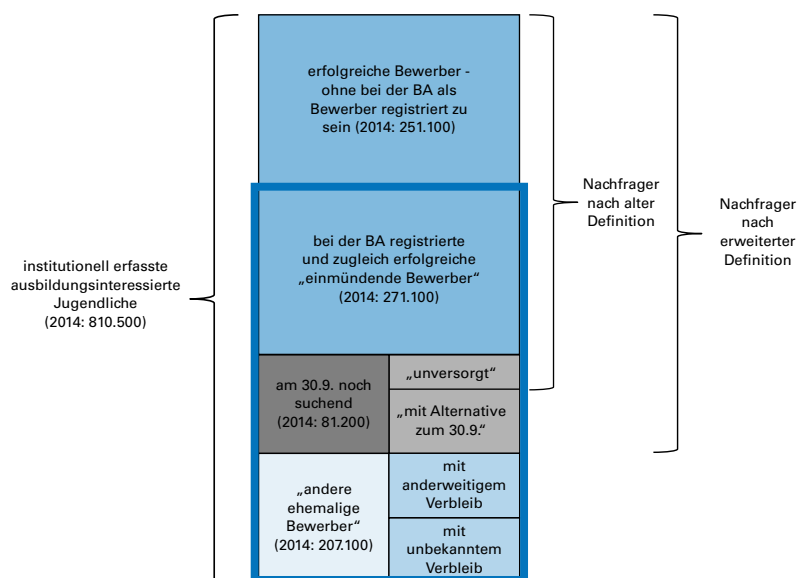 erfolgreiche Bewerber -
ohne bei der BA als
Bewerber registriert zu
sein (2014: 251.100)
Nachfrager
nach alter
Definition
Nachfrager
nach
erweiterter
Definition
bei der BA registrierte
und zugleich erfolgreiche
„einmündende Bewerber“
(2014: 271.100)
institutionell erfasste
ausbildungsinteressierte
Jugendliche
(2014: 810.500)
am 30.9. noch
suchend
(2014: 81.200)
„unversorgt“
„mit Alternative
zum 30.9.“
„andere
ehemalige
Bewerber“
(2014: 207.100)
mit
anderweitigem
Verbleib
mit
unbekanntem
Verbleib